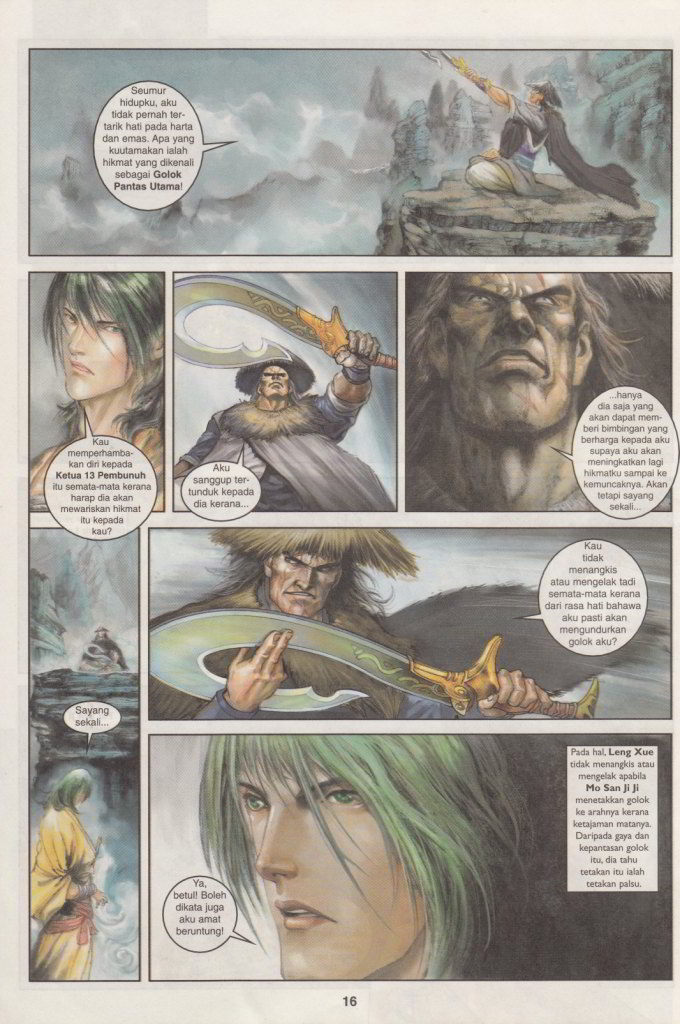 Seumur
hidupku, aku
tidak pernah ter-
tarik hati pada harta
dan emas. Apa yang
kuutamakan ialah
hikmat yang dikenali
sebagai Golok
Pantas Utama!
Kau
memperhamba-
kan diri kepada
Ketua 13 Pembunuh
itu semata-mata kerana
harap dia akan
mewariskan hikmat
itu kepada
kau?
Aku
sanggup ter-
tunduk kepada
dia kerana...
...hanya
dia saja yang
akan dapat mem-
beri bimbingan yang
berharga kepada aku
supaya aku akan
meningkatkan lagi
hikmatku sampai ke
kemuncaknya. Akan
tetapi sayang
sekali...
Sayang
sekali...
Kau
tidak
menangkis
atau mengelak tadi
semata-mata kerana
dari rasa hati bahawa
aku pasti akan
mengundurkan
golok aku?
Pada hal, Leng Xue
tidak menangkis atau
mengelak apabila
Mo San Ji Ji
menetakkan golok
ke arahnya kerana
ketajaman matanya.
Daripada gaya dan
kepantasan golok
itu, dia tahu
tetakan itu ialah
tetakan palsu.
Ya,
betul! Boleh
dikata juga
aku amat
beruntung!
16